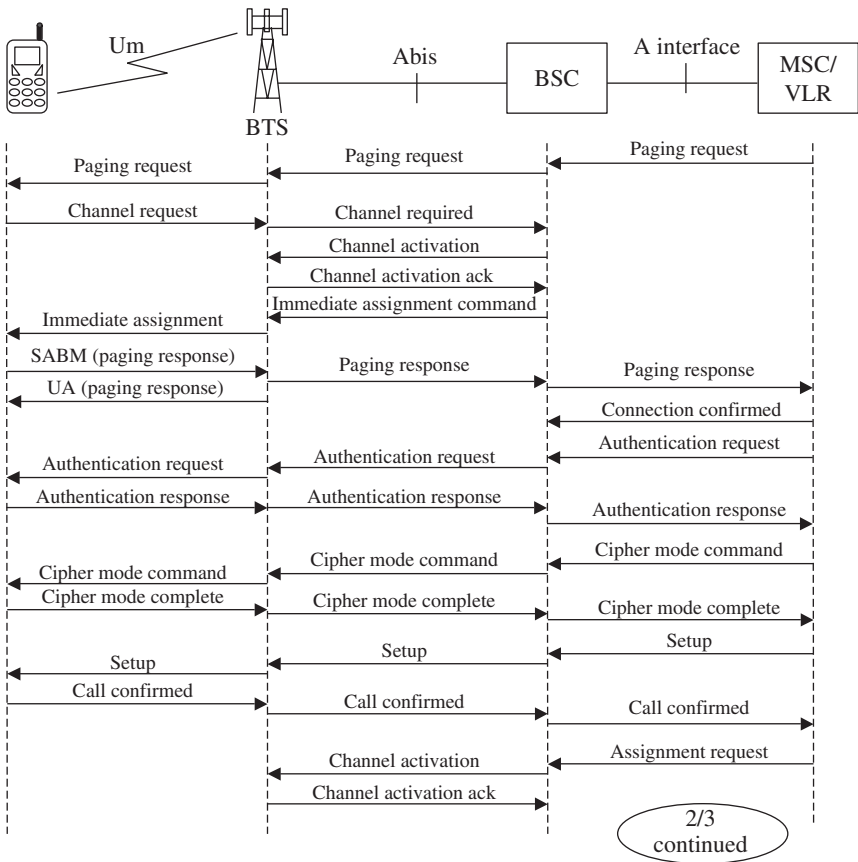 Um
Abis
A interface
BTS
BSC
MSC/
VLR
Paging request
Paging request
Paging request
Channel request
Channel required
Channel activation
Channel activation ack
Immediate assignment command
Immediate assignment
SABM (paging response)
Paging response
Paging response
UA (paging response)
Connection confirmed
Authentication request
Authentication request
Authentication request
Authentication response
Authentication response
Authentication response
Cipher mode command
Cipher mode command
Cipher mode command
Cipher mode complete
Cipher mode complete
Cipher mode complete
Setup
Setup
Setup
Call confirmed
Call confirmed
Call confirmed
Assignment request
Channel activation
Channel activation ack
2/3
continued